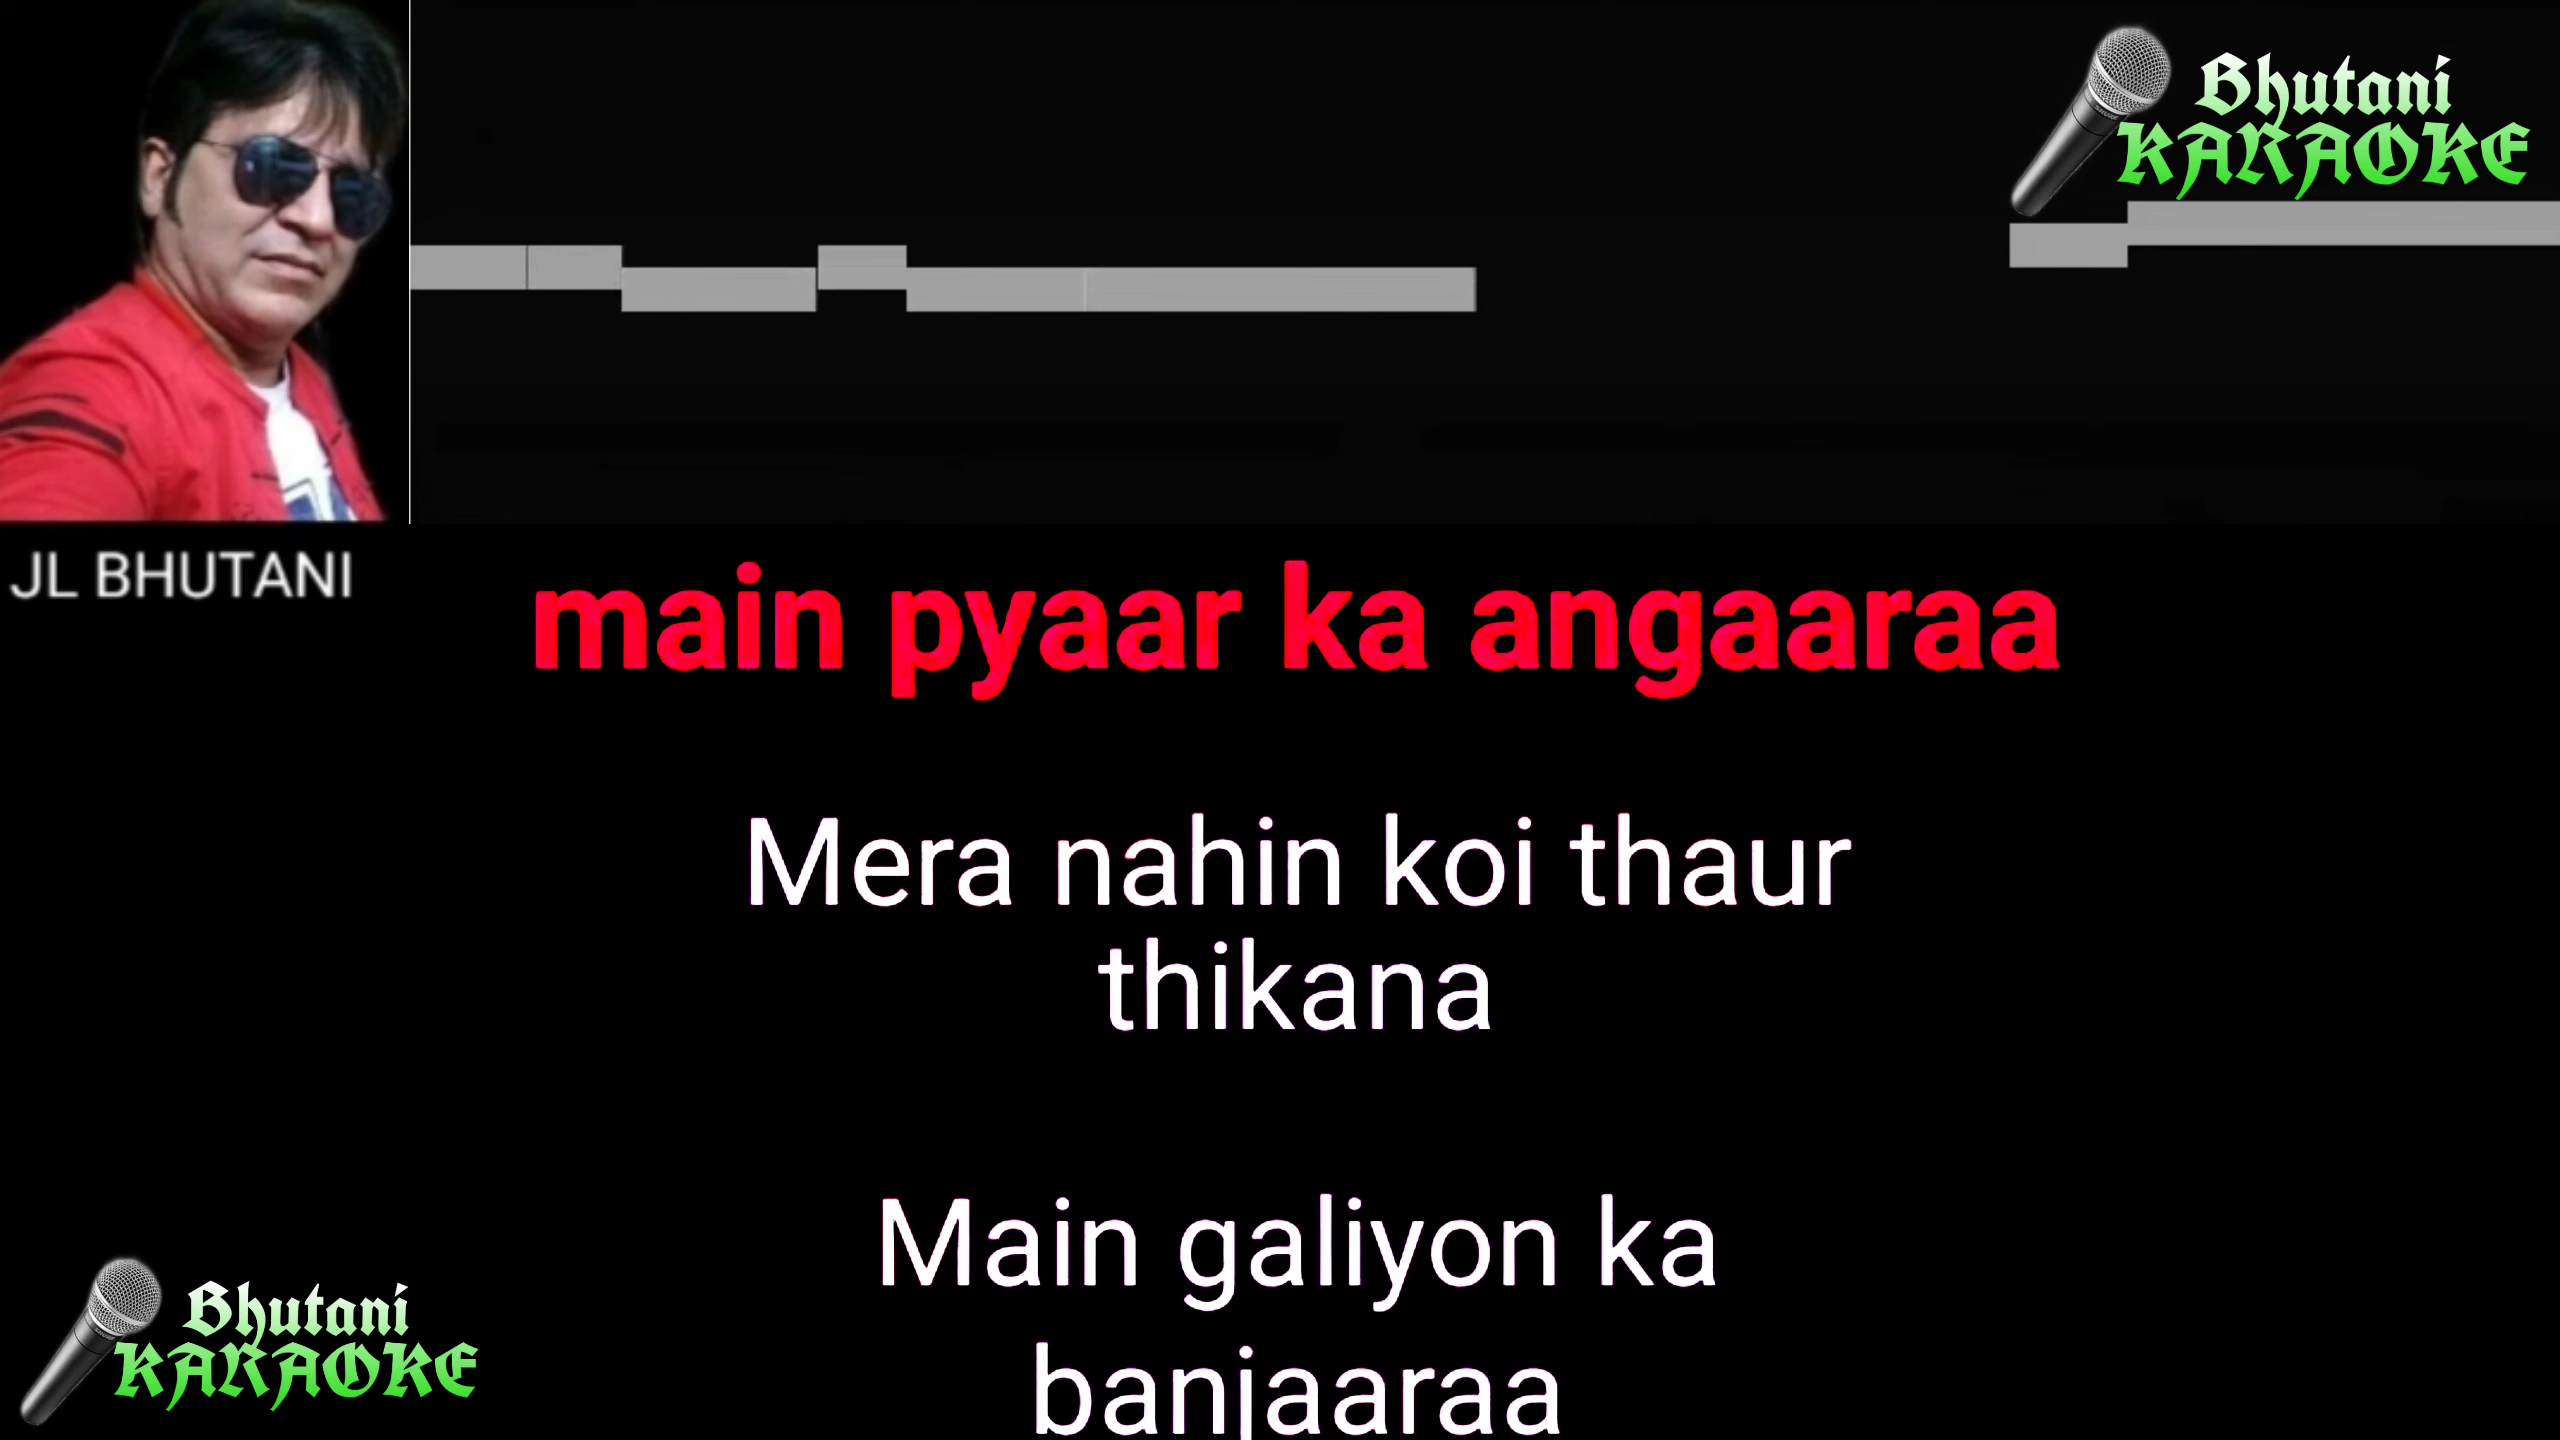 Bhutani
KARAOKE
JL BHUTANI
main pyaar ka angaaraa
Mera nahin koi thaur
thikana
Main galiyon ka
banjaaraa
Bhutani
KARAOKE